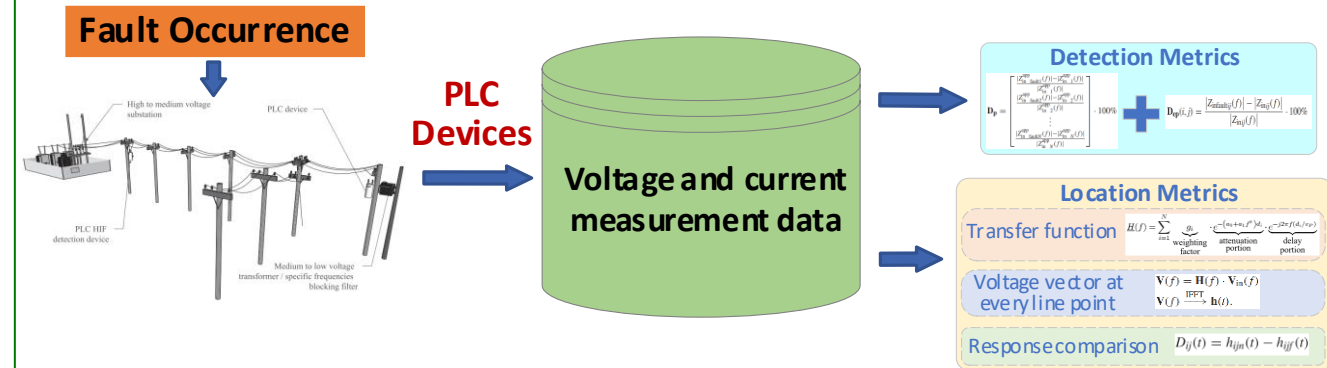 Fault Occurrence
High to medium voltage
substation
PLC device
PLC HIF
detection device
Medium to low voltage
transformer / specific frequencies
blocking filter
PLC
Devices
Voltage and current
measurement data
Detection Metrics
+
· 100%
· 100%
Location Metrics
Transfer function
weighting
factor
attenuation
portion
delay
portion
Voltage vector at
every line point
V(f) = H(f) · V_in(f)
V(f) —IFFT→ h(t).
Response comparison
D_ij(t) = h_ijn(t) − h_ijf(t)